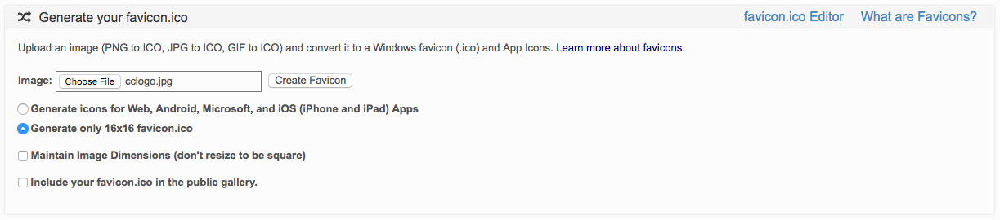 Generate your favicon.ico favicon.ico Editor What are Favicons?
Upload an image (PNG to ICO, JPG to ICO, GIF to ICO) and convert it to a Windows favicon (.ico) and App Icons. Learn more about favicons.
Image: Choose File cclogo.jpg Create Favicon
Generate icons for Web, Android, Microsoft, and iOS (iPhone and iPad) Apps
Generate only 16x16 favicon.ico
Maintain Image Dimensions (don't resize to be square)
Include your favicon.ico in the public gallery.